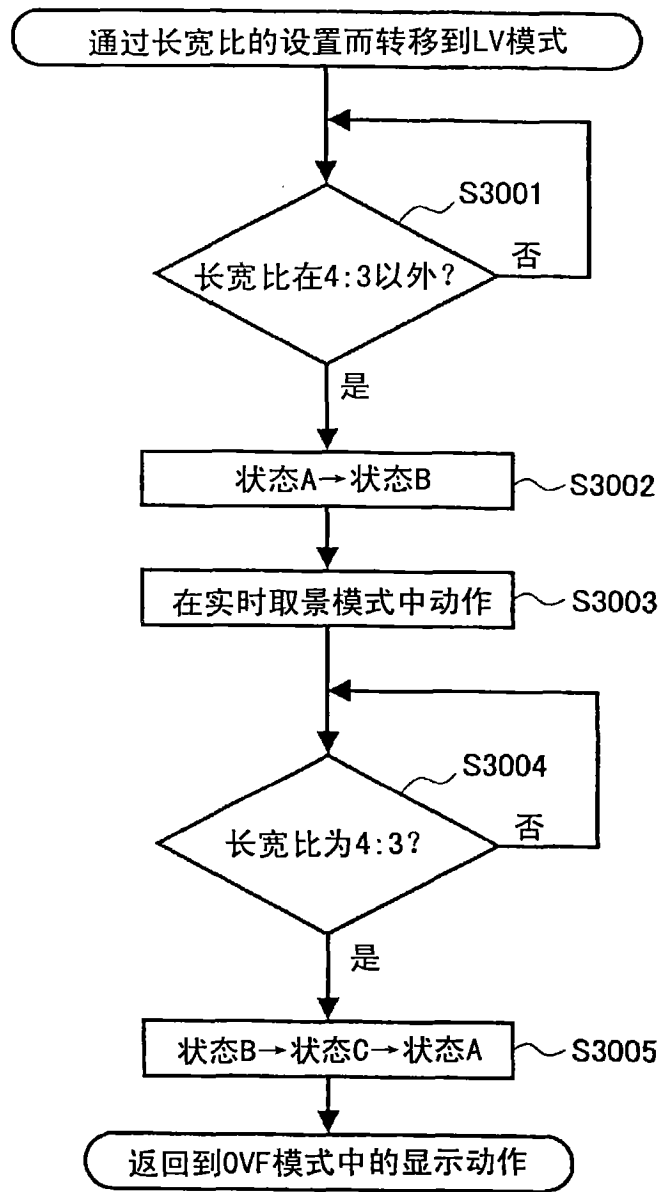 通过长宽比的设置而转移到LV模式
S3001
长宽比在4:3以外?
否
是
状态A→状态B
S3002
在实时取景模式中动作
S3003
S3004
长宽比为4:3?
否
是
状态B→状态C→状态A
S3005
返回到OVF模式中的显示动作